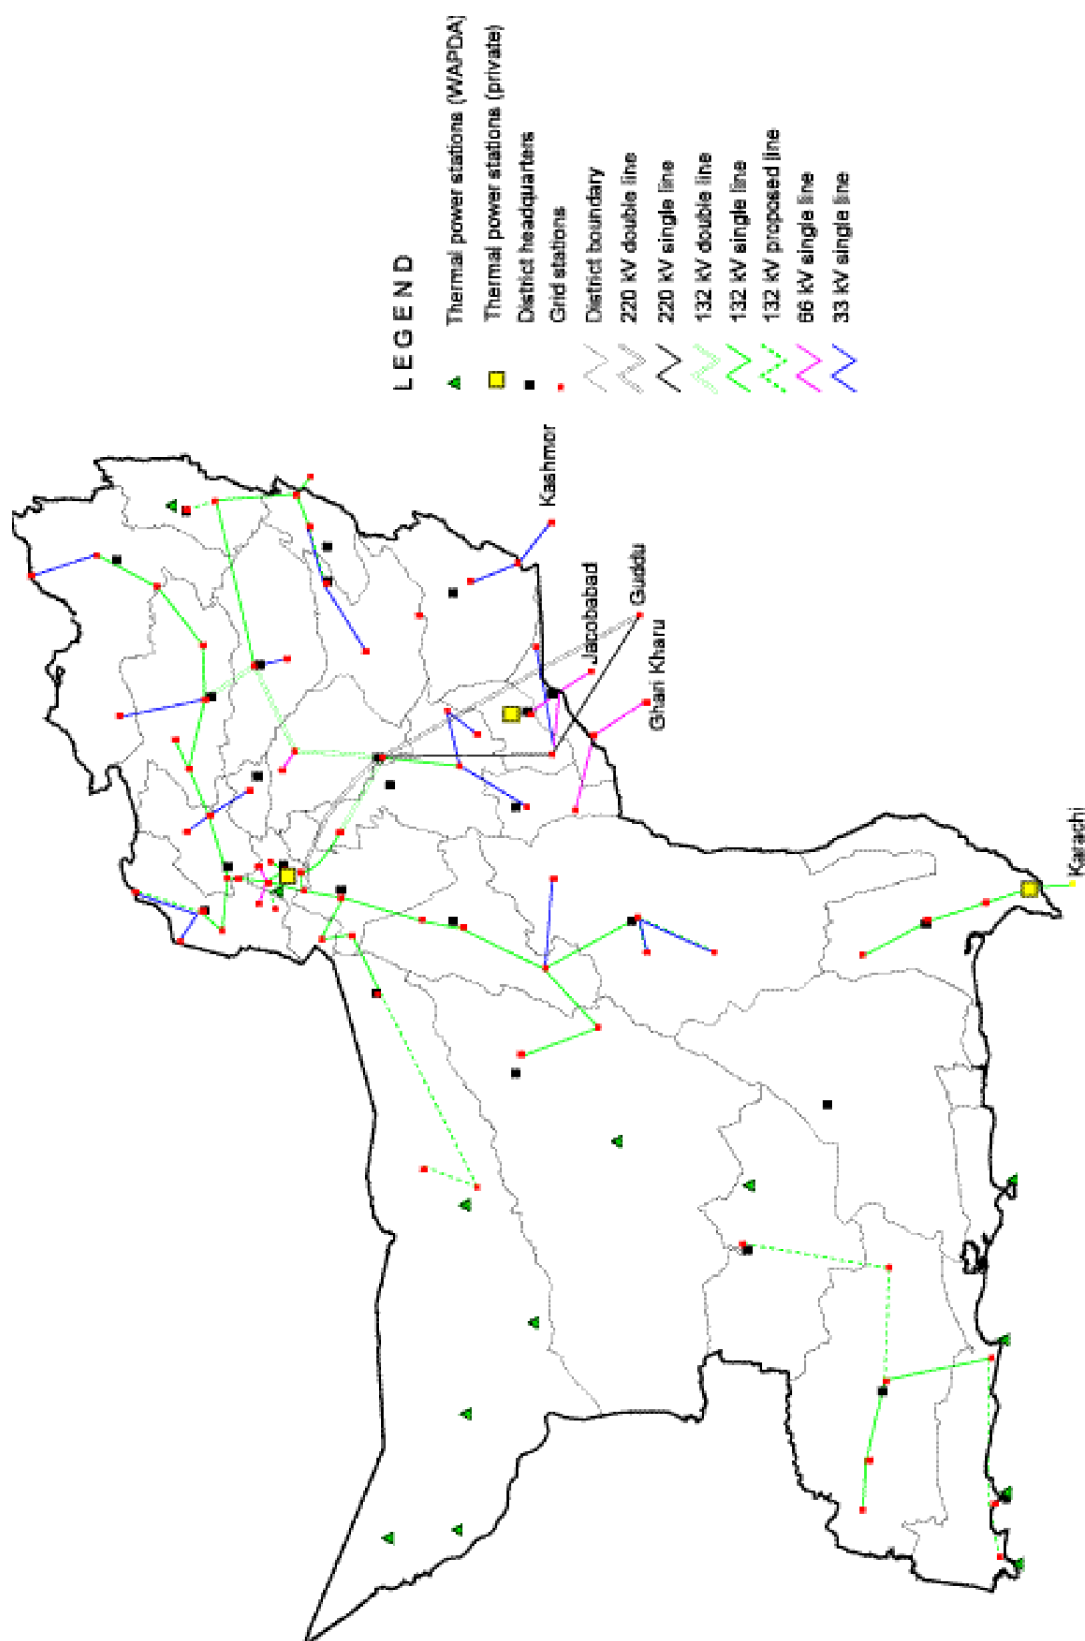 LEGEND
Thermal power stations (WAPDA)
Thermal power stations (private)
District headquarters
Grid stations
District boundary
220 kV double line
220 kV single line
132 kV double line
132 kV single line
132 kV proposed line
66 kV single line
33 kV single line
Kashmor
Guddu
Jacobabad
Ghari Kharu
Karachi